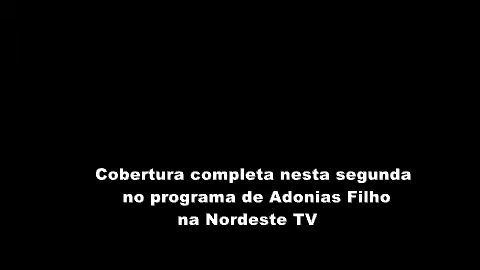 Cobertura completa nesta segunda
no programa de Adonias Filho
na Nordeste TV